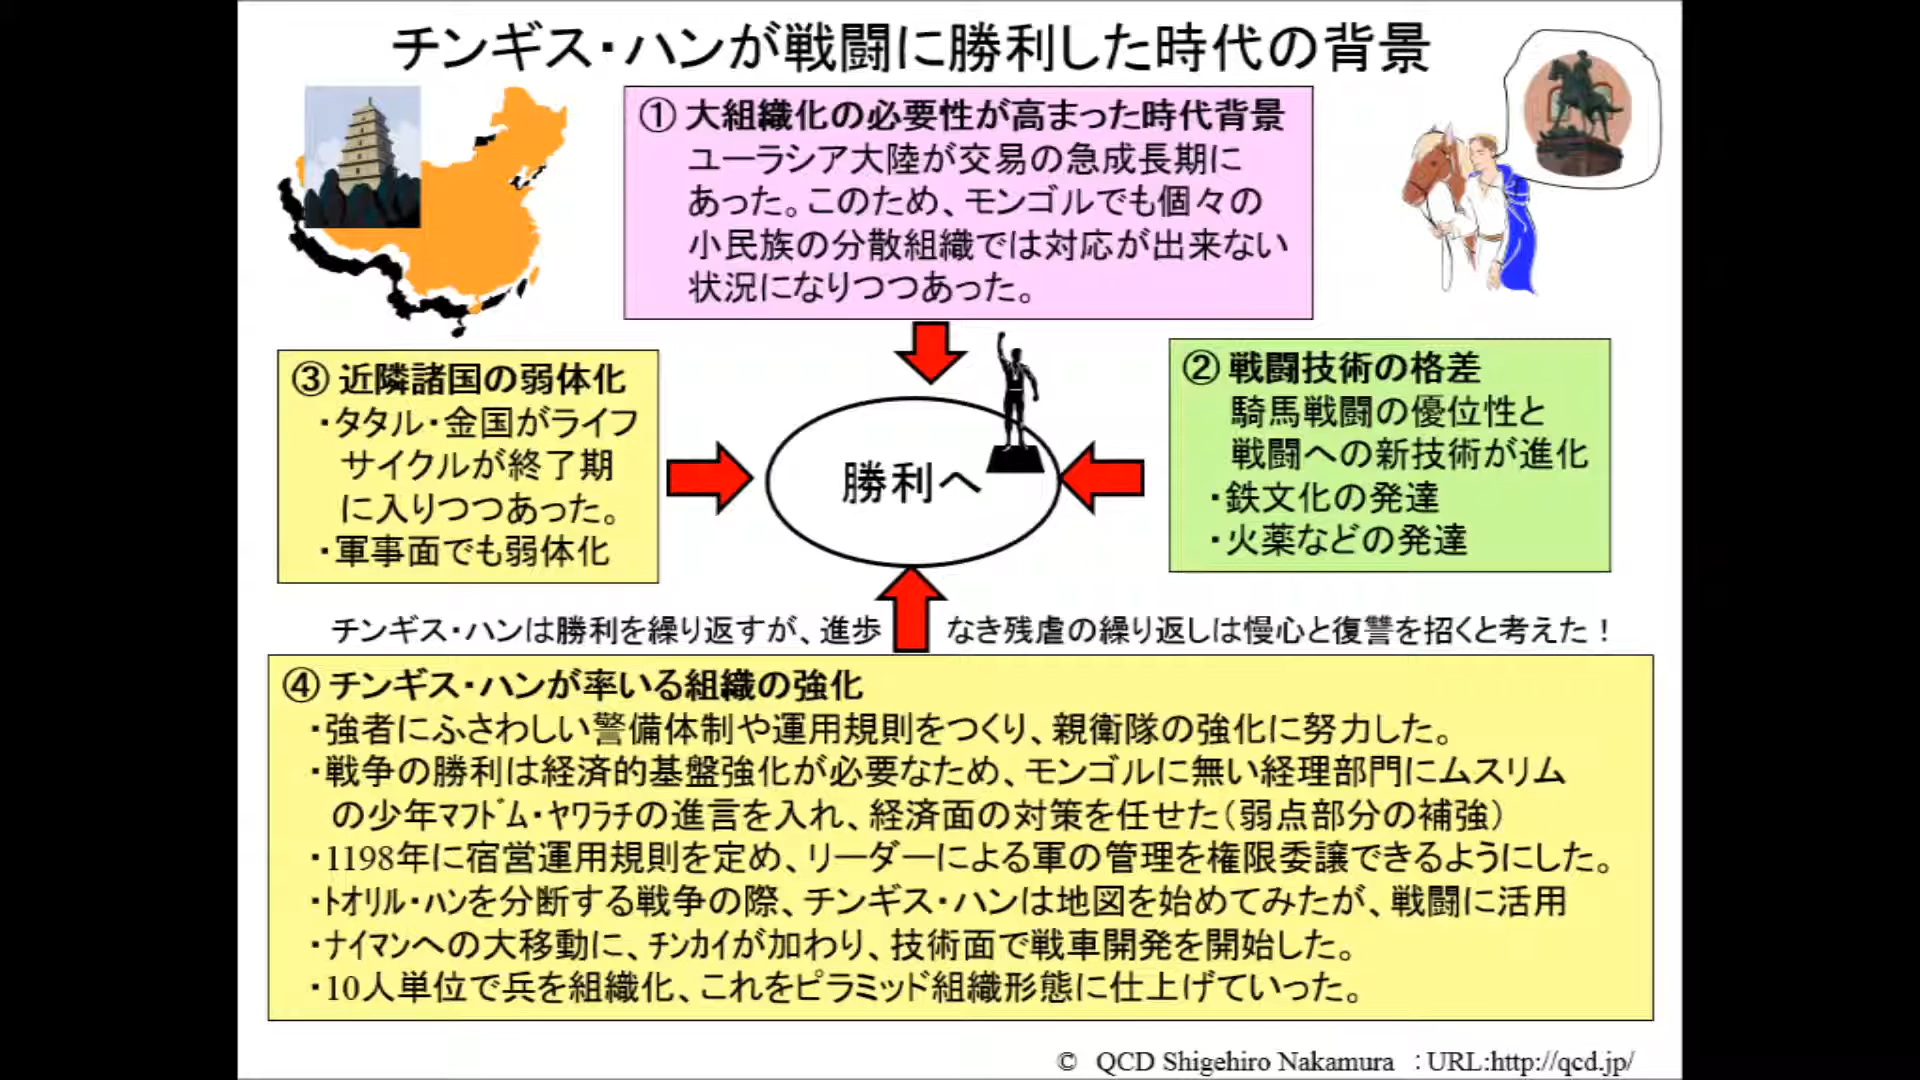 チンギス・ハンが戦闘に勝利した時代の背景
① 大組織化の必要性が高まった時代背景
ユーラシア大陸が交易の急成長期に
あった。このため、モンゴルでも個々の
小民族の分散組織では対応が出来ない
状況になりつつあった。
③ 近隣諸国の弱体化
・タタル・金国がライフ
サイクルが終了期
に入りつつあった。
・軍事面でも弱体化
勝利へ
② 戦闘技術の格差
騎馬戦闘の優位性と
戦闘への新技術が進化
・鉄文化の発達
・火薬などの発達
チンギス・ハンは勝利を繰り返すが、進歩 なき残虐の繰り返しは慢心と復讐を招くと考えた！
④ チンギス・ハンが率いる組織の強化
・強者にふさわしい警備体制や運用規則をつくり、親衛隊の強化に努力した。
・戦争の勝利は経済的基盤強化が必要なため、モンゴルに無い経理部門にムスリム
の少年ﾏﾌﾄﾞﾑ・ﾔﾜﾗﾁの進言を入れ、経済面の対策を任せた（弱点部分の補強）
・1198年に宿営運用規則を定め、リーダーによる軍の管理を権限委譲できるようにした。
・ﾄオﾘﾙ・ﾊﾝを分断する戦争の際、チンギス・ハンは地図を始めてみたが、戦闘に活用
・ﾅｲﾏﾝへの大移動に、ﾁﾝｶｲが加わり、技術面で戦車開発を開始した。
・10人単位で兵を組織化、これをピラミッド組織形態に仕上げていった。
© QCD Shigehiro Nakamura ：URL:http://qcd.jp/